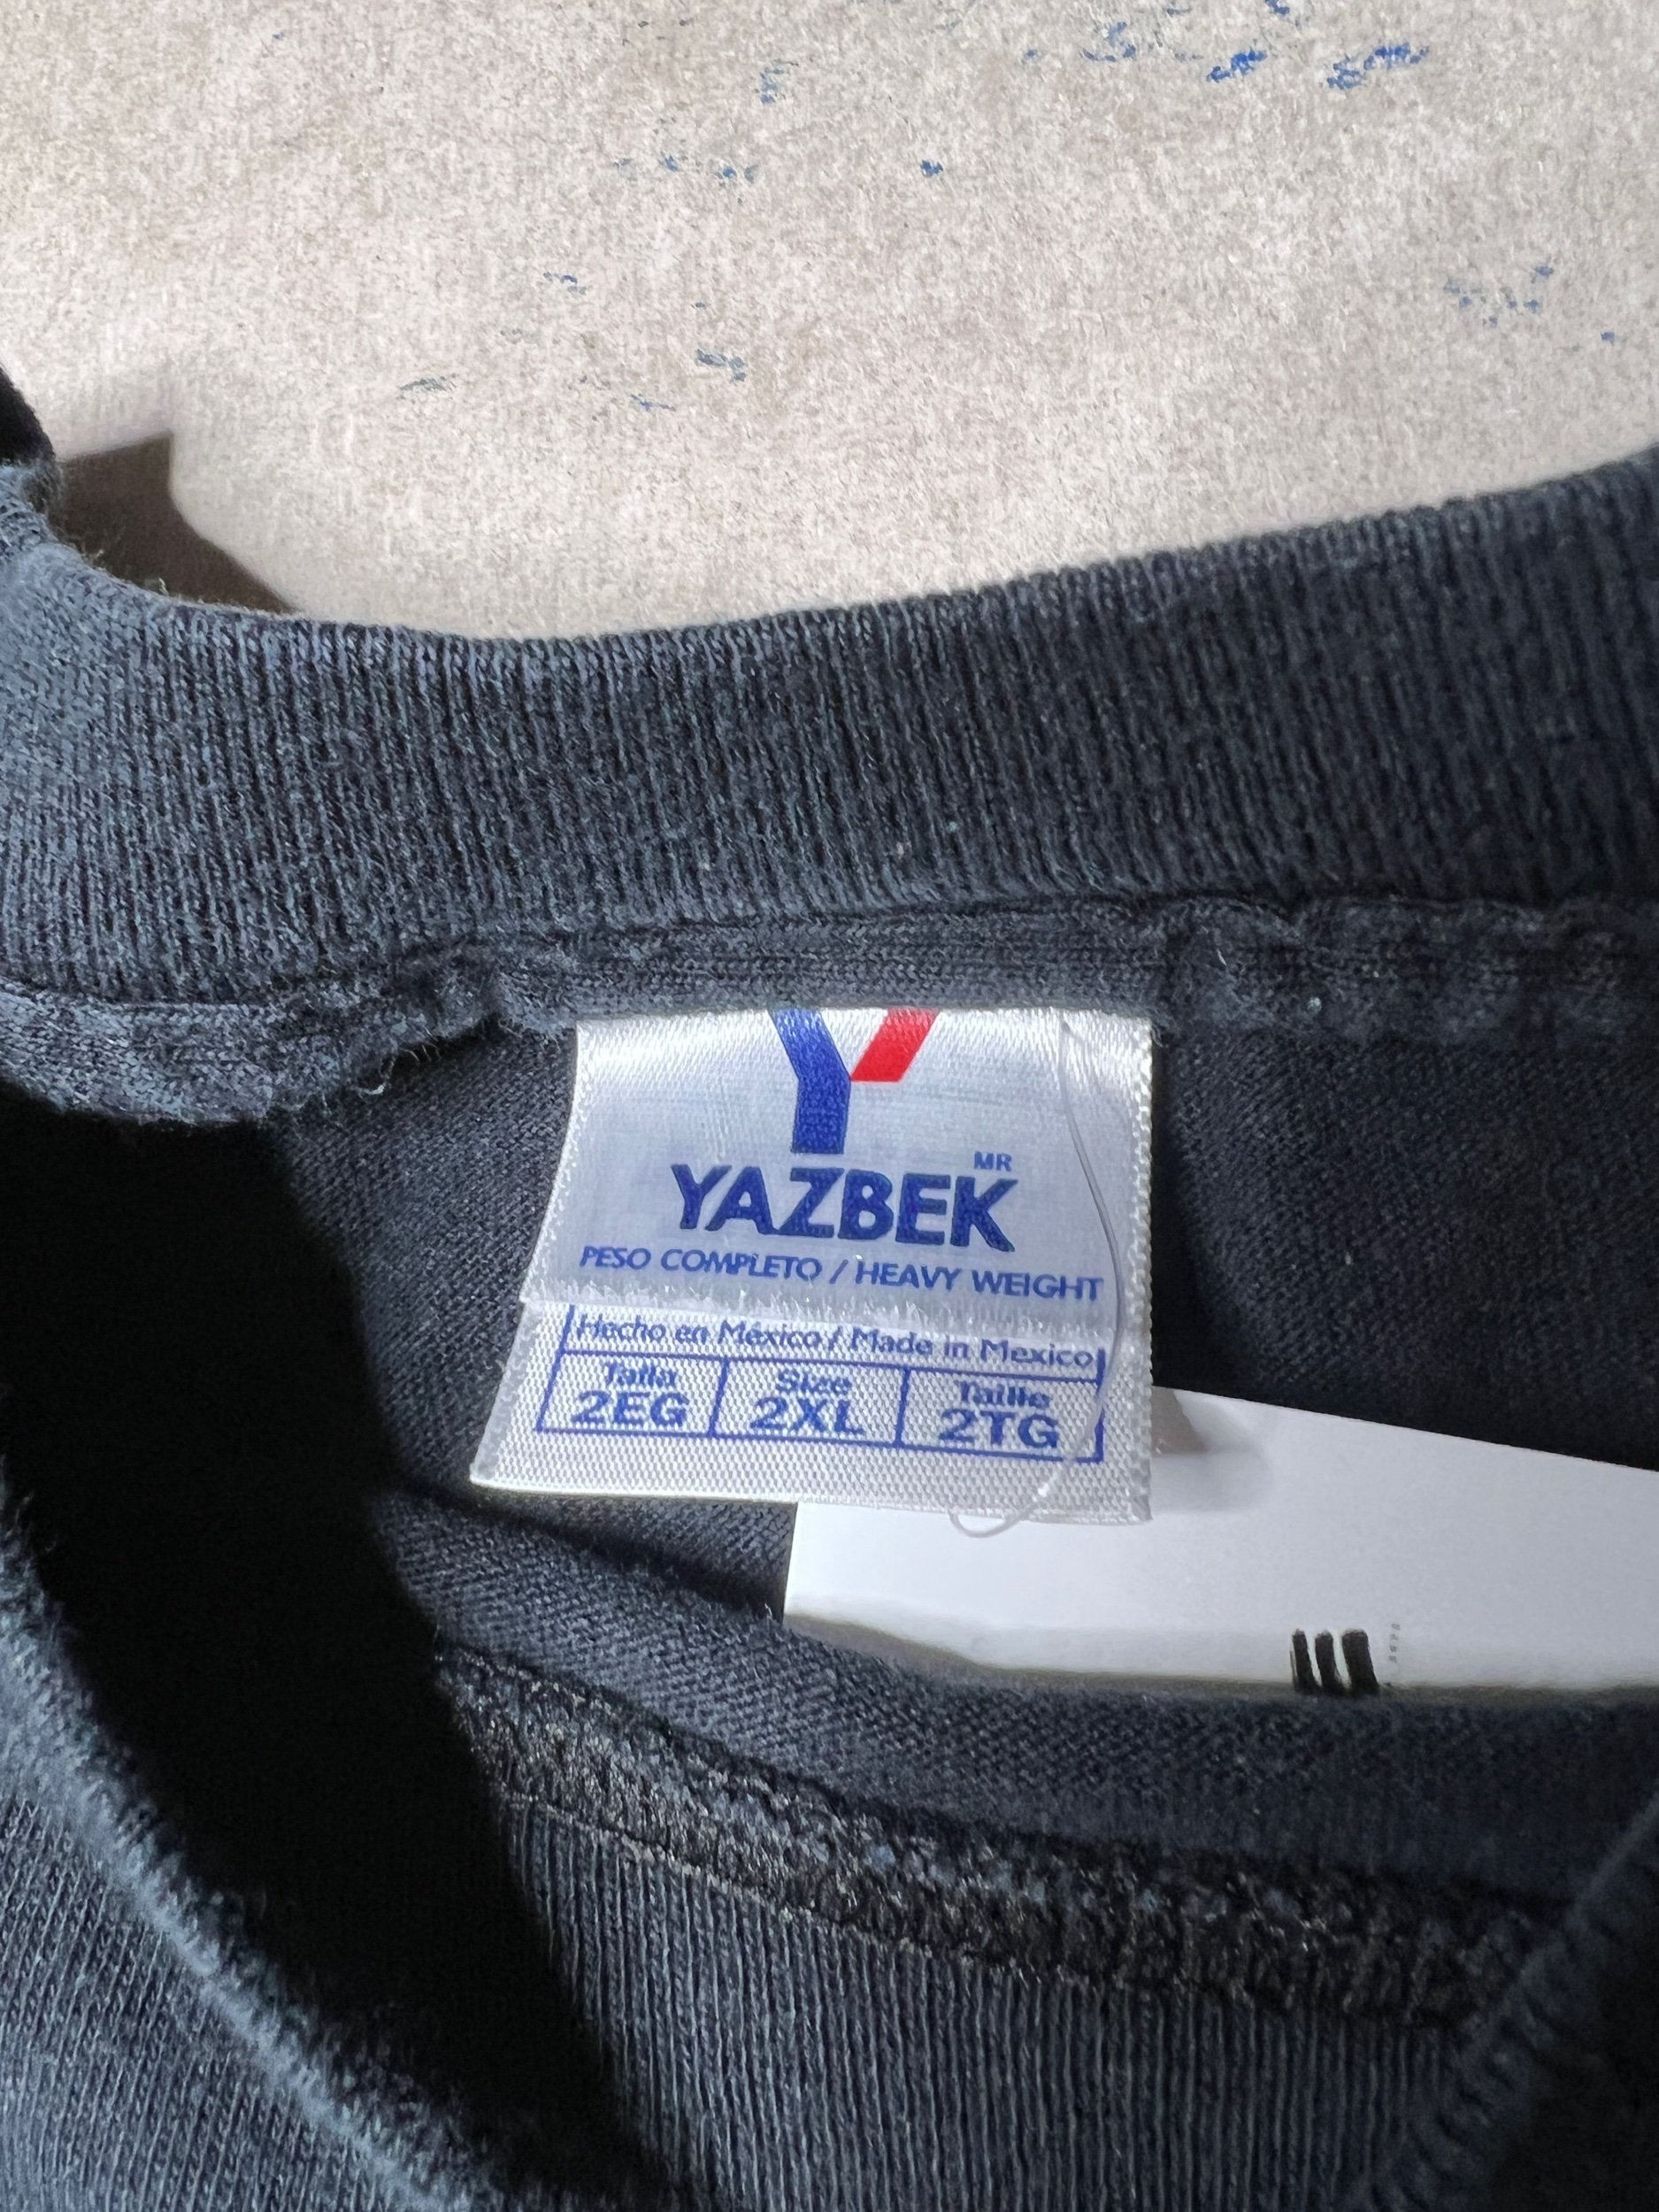 MR
YAZBEK
PESO COMPLETO / HEAVY WEIGHT
Hecho en México / Made in Mexico
Talla Size Taille
2EG 2XL 2TG